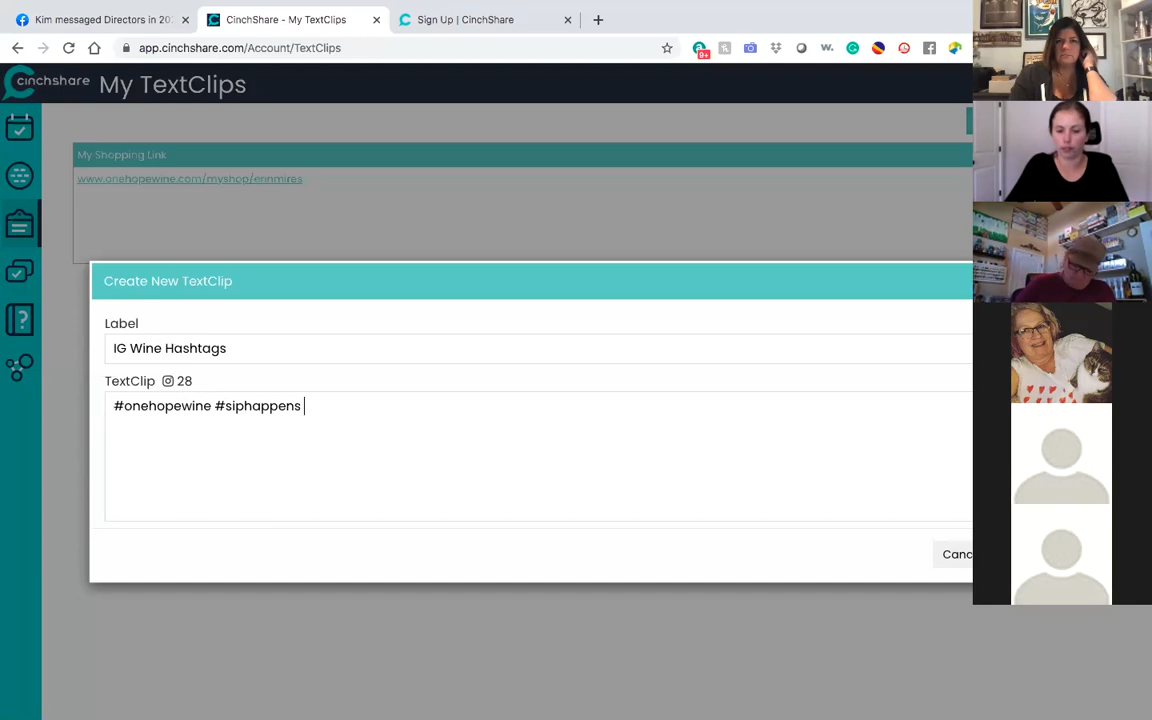 Kim messaged Directors in 202
CinchShare - My TextClips
Sign Up | CinchShare
app.cinchshare.com/Account/TextClips
9+
cinchshare
My TextClips
My Shopping Link
www.onehopewine.com/myshop/erinmires
Create New TextClip
Label
IG Wine Hashtags
TextClip 28
#onehopewine #siphappens
Canc